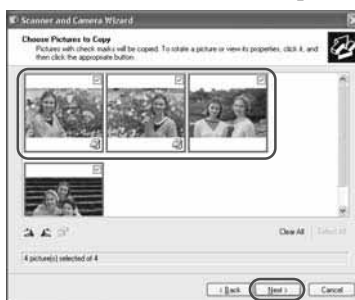 Scanner and Camera Wizard
Choose Pictures to Copy
Pictures with check marks will be copied. To rotate a picture or view its properties, click it, and
then click the appropriate button.
Clear All
Select All
4 picture(s) selected of 4
< Back
Next >
Cancel